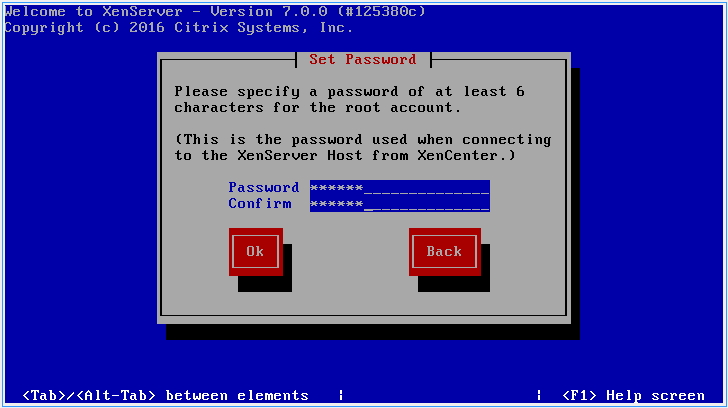 Welcome to XenServer - Version 7.0.0 (#125380c)
Copyright (c) 2016 Citrix Systems, Inc.
Set Password
Please specify a password of at least 6
characters for the root account.
(This is the password used when connecting
to the XenServer Host from XenCenter.)
Password ******______________
Confirm ******______________
Ok Back
<Tab>/<Alt-Tab> between elements | | <F1> Help screen